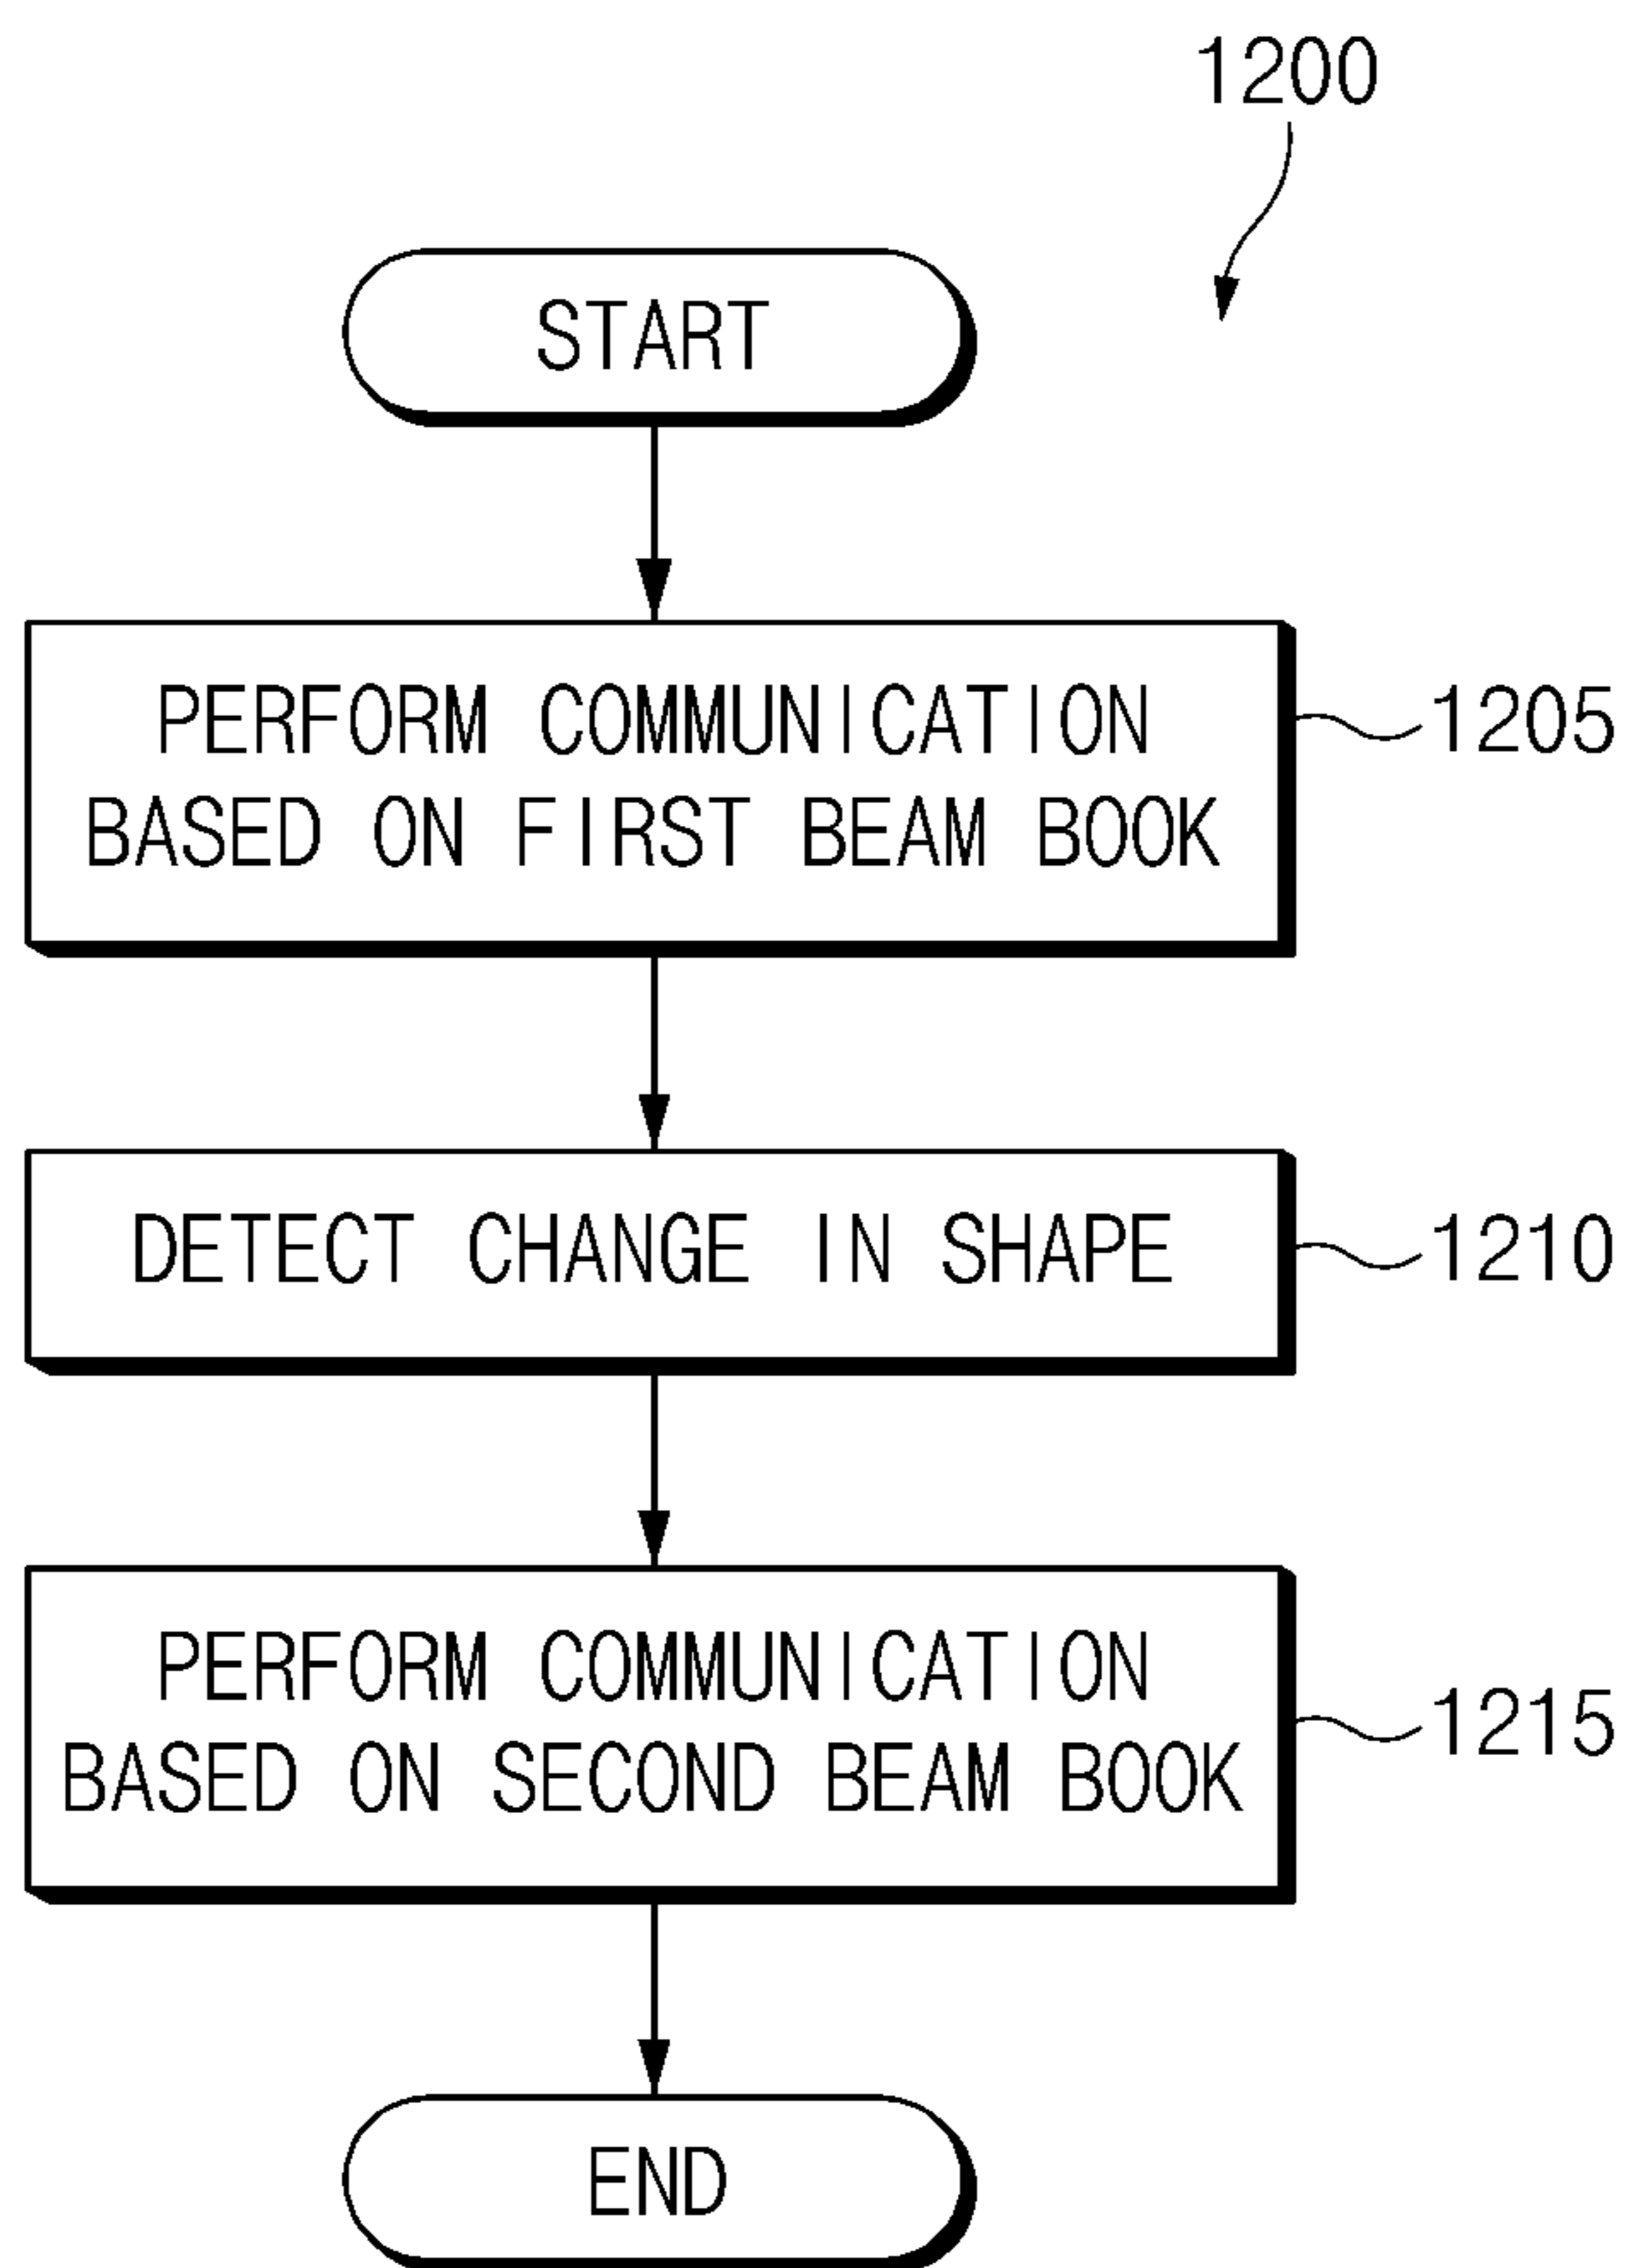 1200
START
PERFORM COMMUNICATION
BASED ON FIRST BEAM BOOK
1205
DETECT CHANGE IN SHAPE
1210
PERFORM COMMUNICATION
BASED ON SECOND BEAM BOOK
1215
END